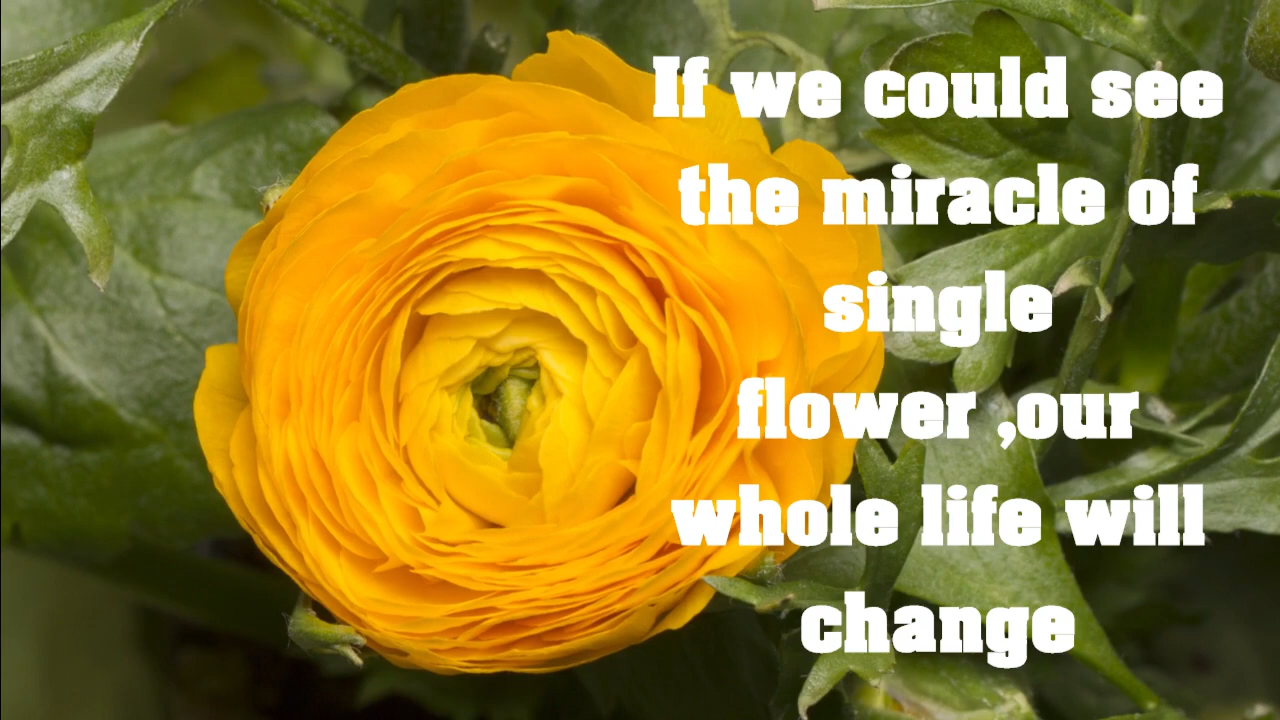 If we could see
the miracle of
single
flower ,our
whole life will
change